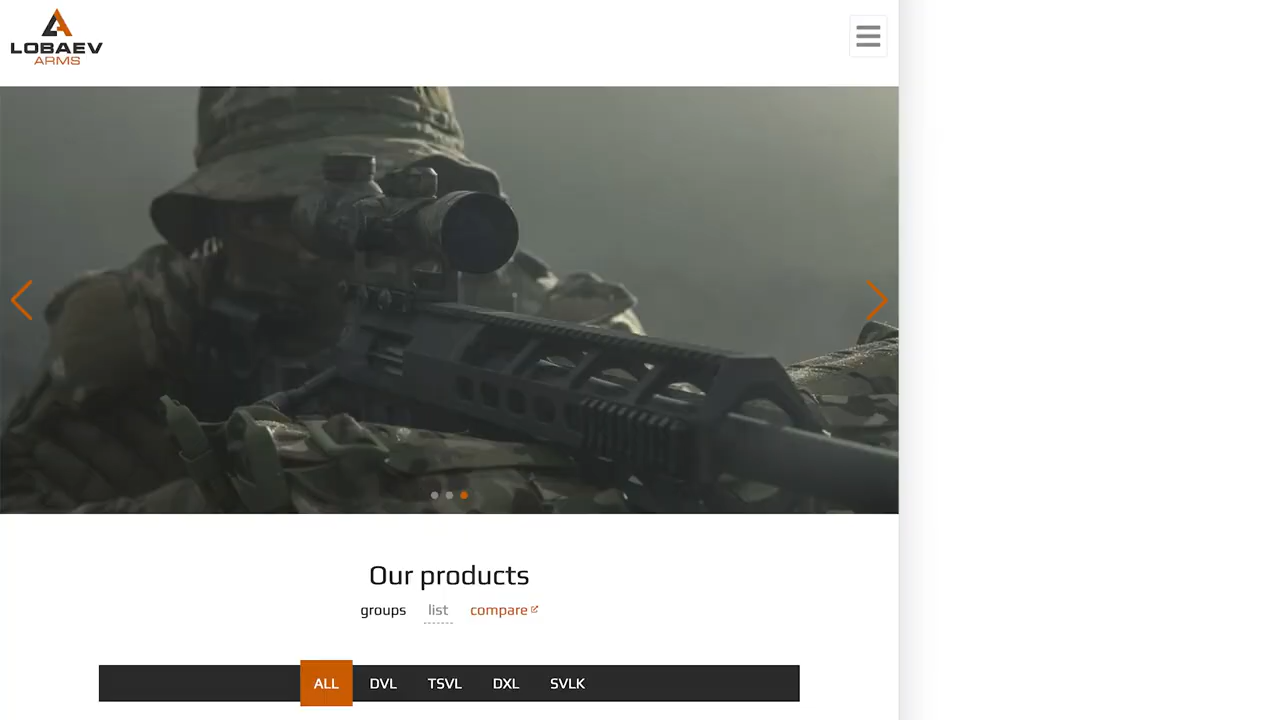 LOBAEV
ARMS
Our products
groups list compare
ALL DVL TSVL DXL SVLK